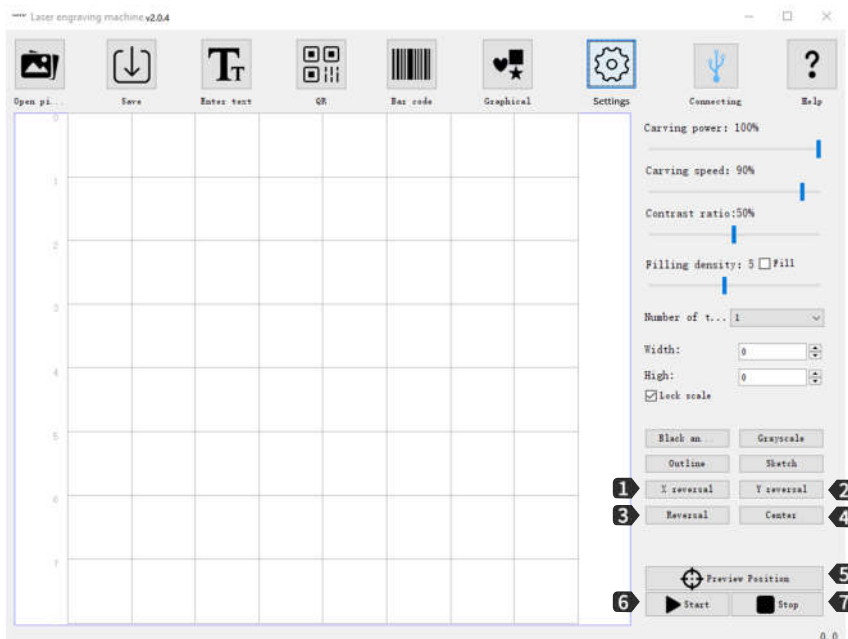 Laser engraving machine v2.0.4
Open pi...
Save
Enter text
QR
Bar code
Graphical
Settings
Connecting
Help
0
1
2
3
4
5
6
7
Carving power: 100%
Carving speed: 90%
Contrast ratio:50%
Filling density: 5 Fill
Number of t... 1
Width: 0
High: 0
Lock scale
Black an... Grayscale
Outline Sketch
1 X reversal Y reversal 2
3 Reversal Center 4
Preview Position 5
6 Start Stop 7
0, 0